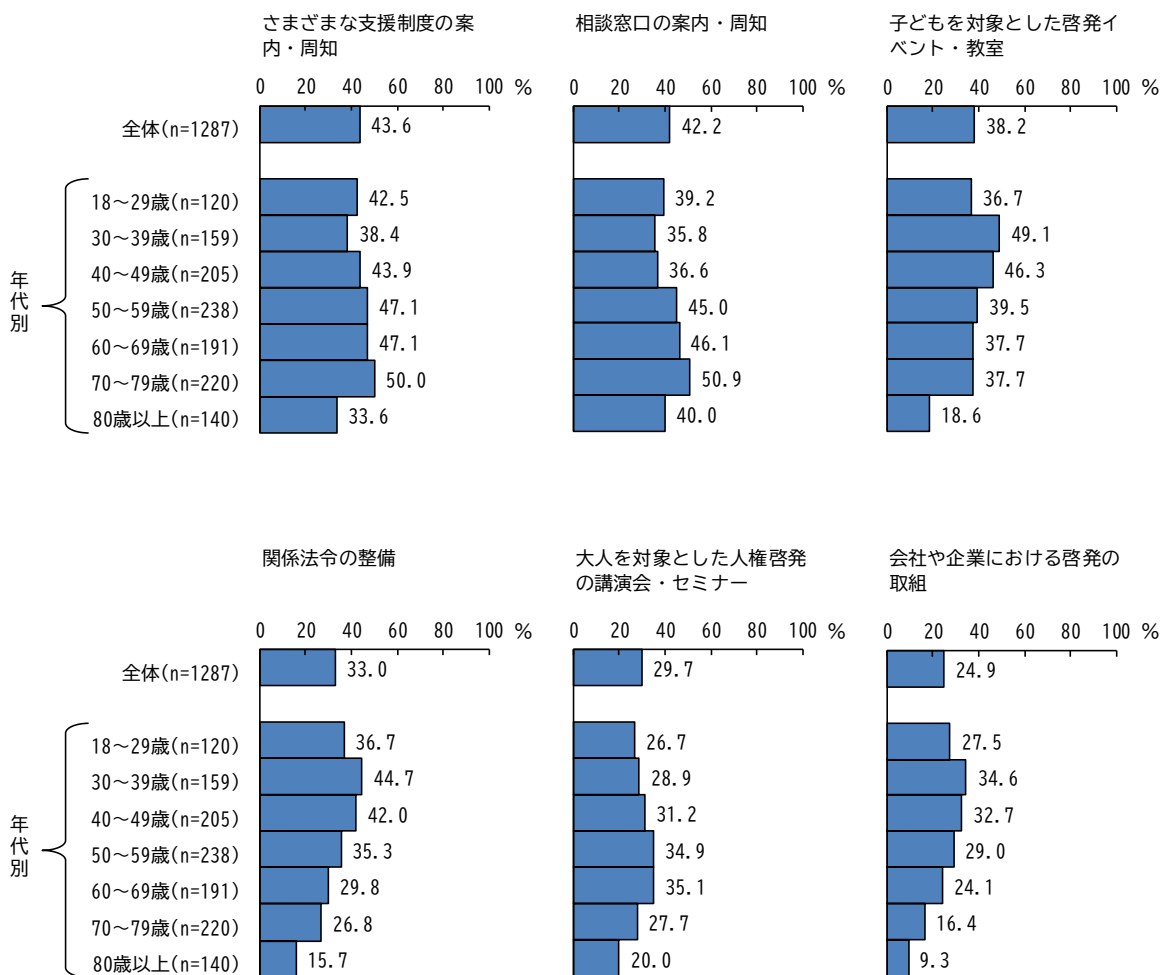 さまざまな支援制度の案
内・周知
相談窓口の案内・周知
子どもを対象とした啓発イ
ベント・教室
0 20 40 60 80 100 %
0 20 40 60 80 100 %
0 20 40 60 80 100 %
全体(n=1287) 43.6 42.2 38.2
年代別
18～29歳(n=120) 42.5 39.2 36.7
30～39歳(n=159) 38.4 35.8 49.1
40～49歳(n=205) 43.9 36.6 46.3
50～59歳(n=238) 47.1 45.0 39.5
60～69歳(n=191) 47.1 46.1 37.7
70～79歳(n=220) 50.0 50.9 37.7
80歳以上(n=140) 33.6 40.0 18.6
関係法令の整備
大人を対象とした人権啓発
の講演会・セミナー
会社や企業における啓発の
取組
0 20 40 60 80 100 %
0 20 40 60 80 100 %
0 20 40 60 80 100 %
全体(n=1287) 33.0 29.7 24.9
年代別
18～29歳(n=120) 36.7 26.7 27.5
30～39歳(n=159) 44.7 28.9 34.6
40～49歳(n=205) 42.0 31.2 32.7
50～59歳(n=238) 35.3 34.9 29.0
60～69歳(n=191) 29.8 35.1 24.1
70～79歳(n=220) 26.8 27.7 16.4
80歳以上(n=140) 15.7 20.0 9.3